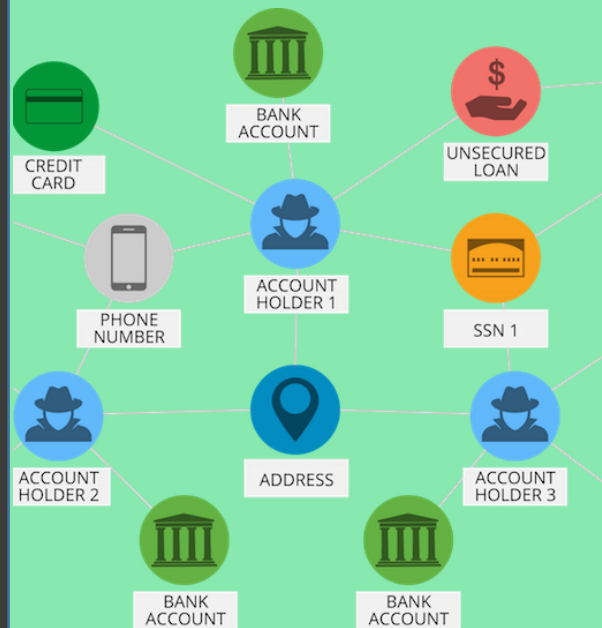 BANK
ACCOUNT
CREDIT
CARD
$
UNSECURED
LOAN
ACCOUNT
HOLDER 1
PHONE
NUMBER
SSN 1
ACCOUNT
HOLDER 2
ADDRESS
ACCOUNT
HOLDER 3
BANK
ACCOUNT
BANK
ACCOUNT